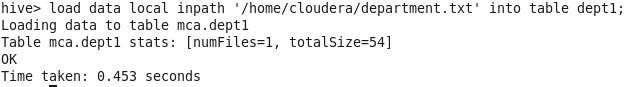 hive> load data local inpath '/home/cloudera/department.txt' into table dept1;
Loading data to table mca.dept1
Table mca.dept1 stats: [numFiles=1, totalSize=54]
OK
Time taken: 0.453 seconds